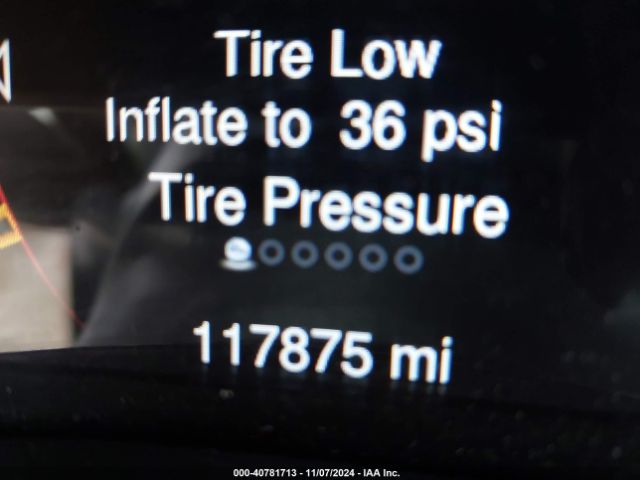 Tire Low
Inflate to 36 psi
Tire Pressure
117875 mi
000-40781713 - 11/07/2024 - IAA Inc.